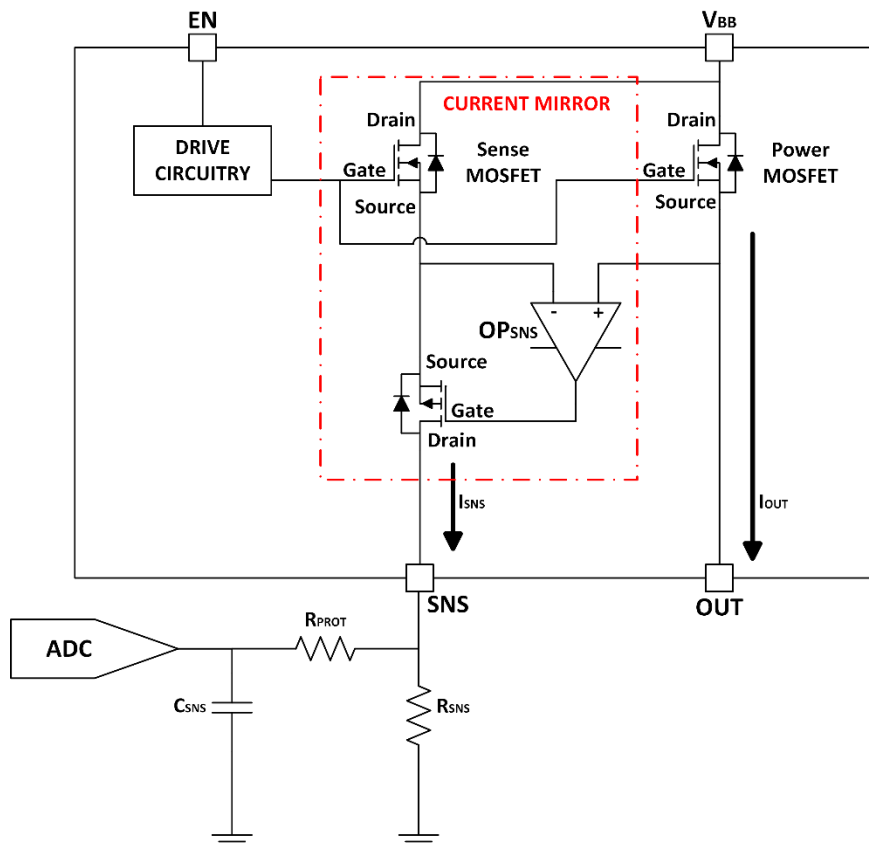 EN
VBB
CURRENT MIRROR
Drain
Drain
DRIVE
CIRCUITRY
Gate
Sense
MOSFET
Gate
Power
MOSFET
Source
Source
-
+
OPSNS
Source
Gate
Drain
ISNS
IOUT
SNS
OUT
RPROT
ADC
CSNS
RSNS